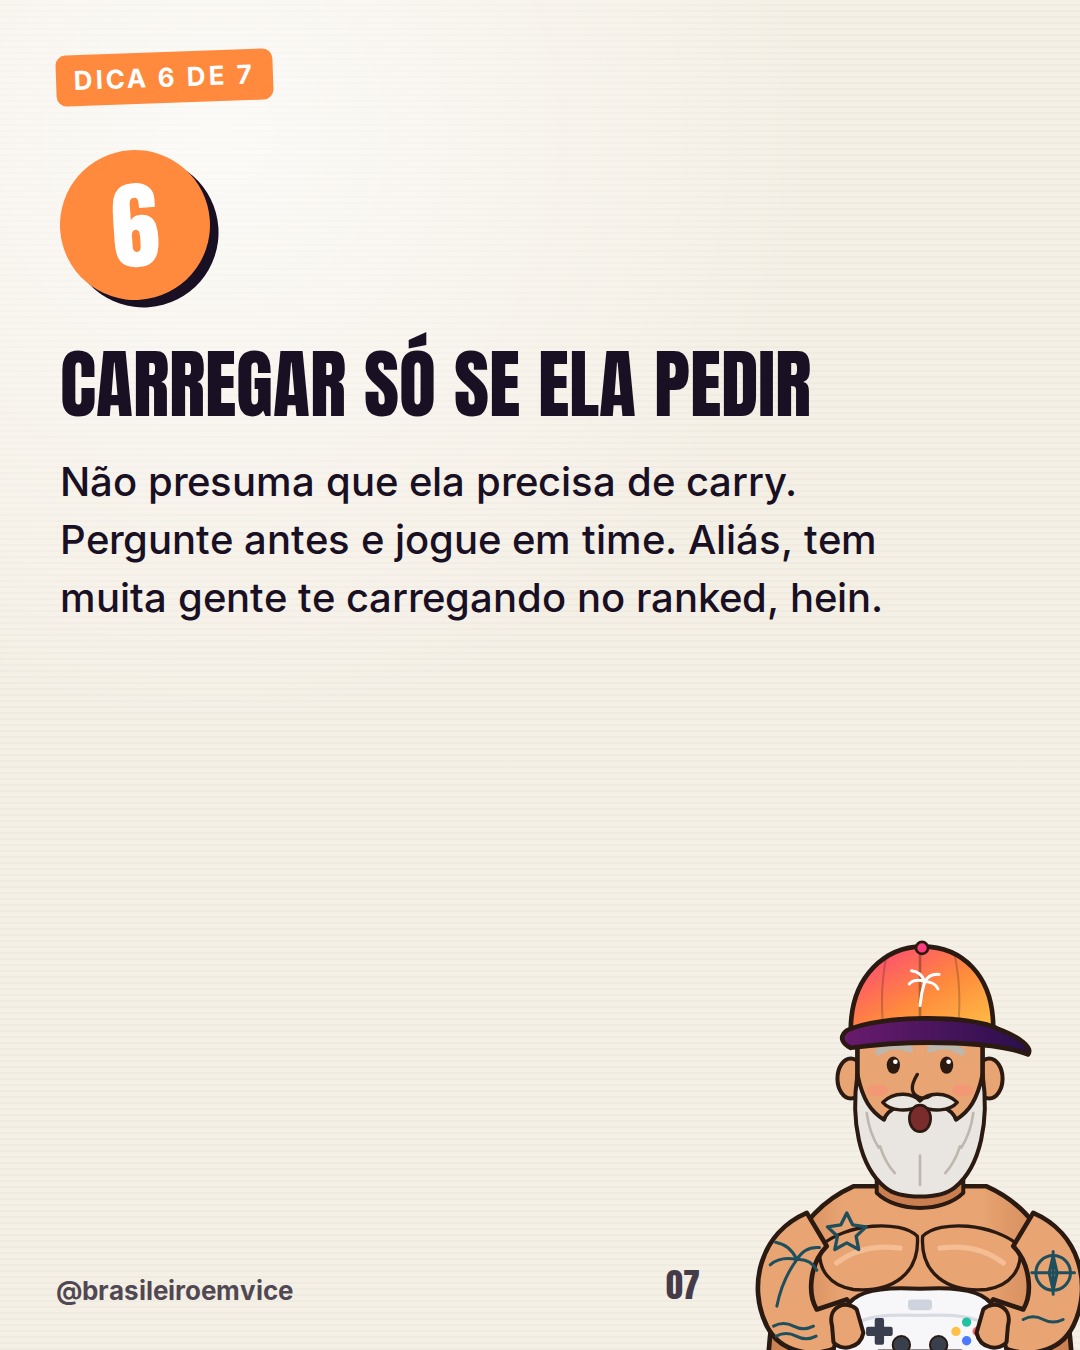 DICA 6 DE 7
6
CARREGAR SÓ SE ELA PEDIR
Não presuma que ela precisa de carry.
Pergunte antes e jogue em time. Aliás, tem
muita gente te carregando no ranked, hein.
@brasileiroemvice
07